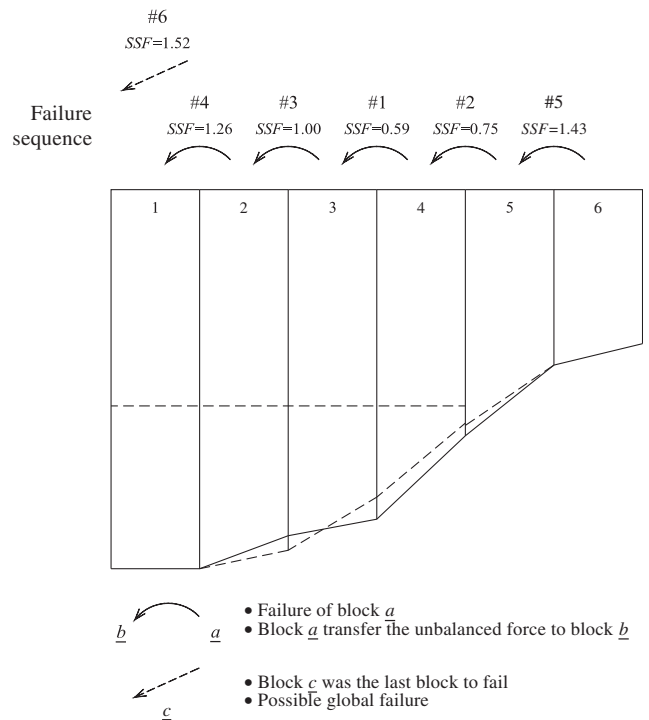 #6
SSF=1.52
Failure
sequence
#4 #3 #1 #2 #5
SSF=1.26 SSF=1.00 SSF=0.59 SSF=0.75 SSF=1.43
1 2 3 4 5 6
• Failure of block a
b a • Block a transfer the unbalanced force to block b
• Block c was the last block to fail
c • Possible global failure